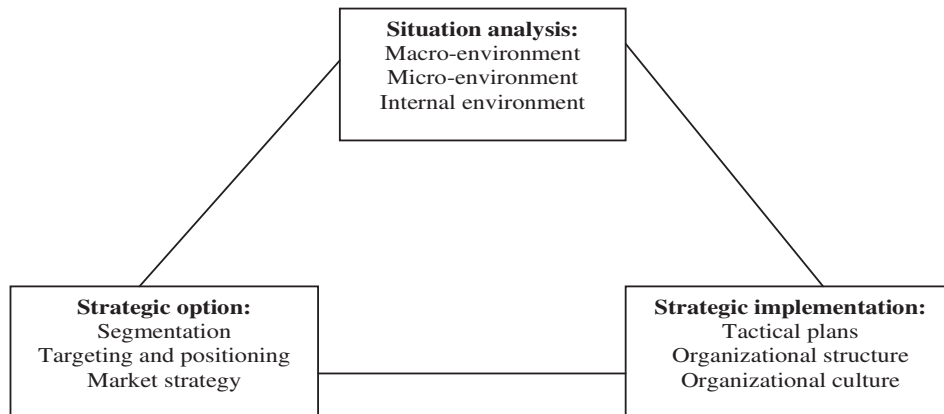 Situation analysis:
Macro-environment
Micro-environment
Internal environment
Strategic option:
Segmentation
Targeting and positioning
Market strategy
Strategic implementation:
Tactical plans
Organizational structure
Organizational culture